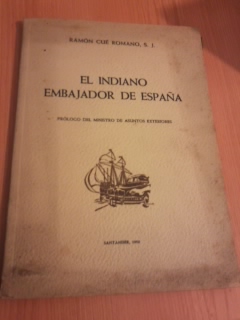 RAMÓN CUÉ ROMANO, S. J.
EL INDIANO
EMBAJADOR DE ESPAÑA
PRÓLOGO DEL MINISTRO DE ASUNTOS EXTERIORES
SANTANDER,